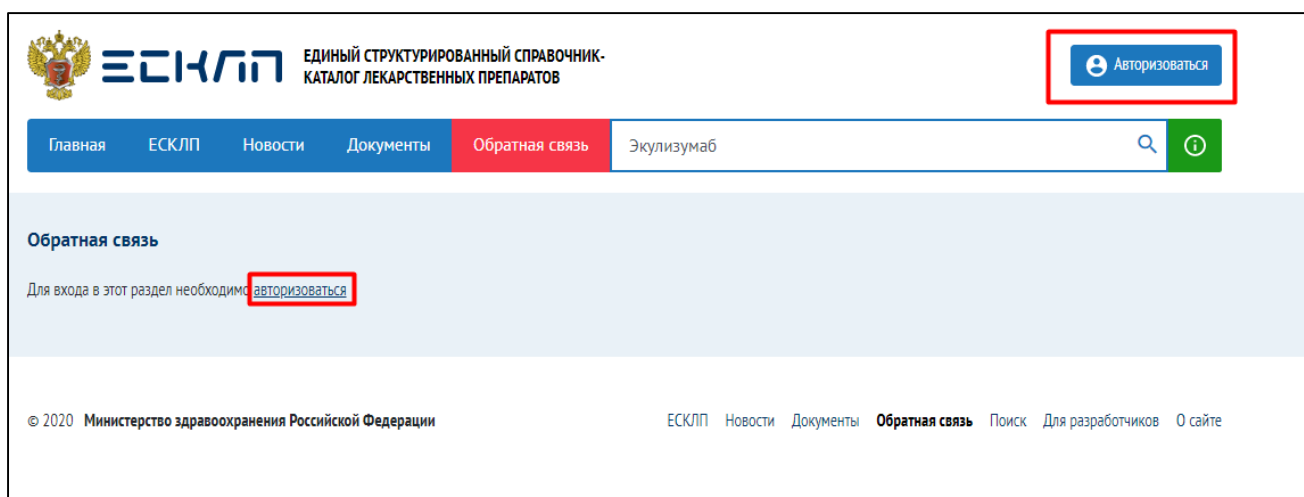 ЕСКЛП
ЕДИНЫЙ СТРУКТУРИРОВАННЫЙ СПРАВОЧНИК-
КАТАЛОГ ЛЕКАРСТВЕННЫХ ПРЕПАРАТОВ
Авторизоваться
Главная ЕСКЛП Новости Документы Обратная связь Экулизумаб
Обратная связь
Для входа в этот раздел необходимо авторизоваться
© 2020 Министерство здравоохранения Российской Федерации
ЕСКЛП Новости Документы Обратная связь Поиск Для разработчиков О сайте